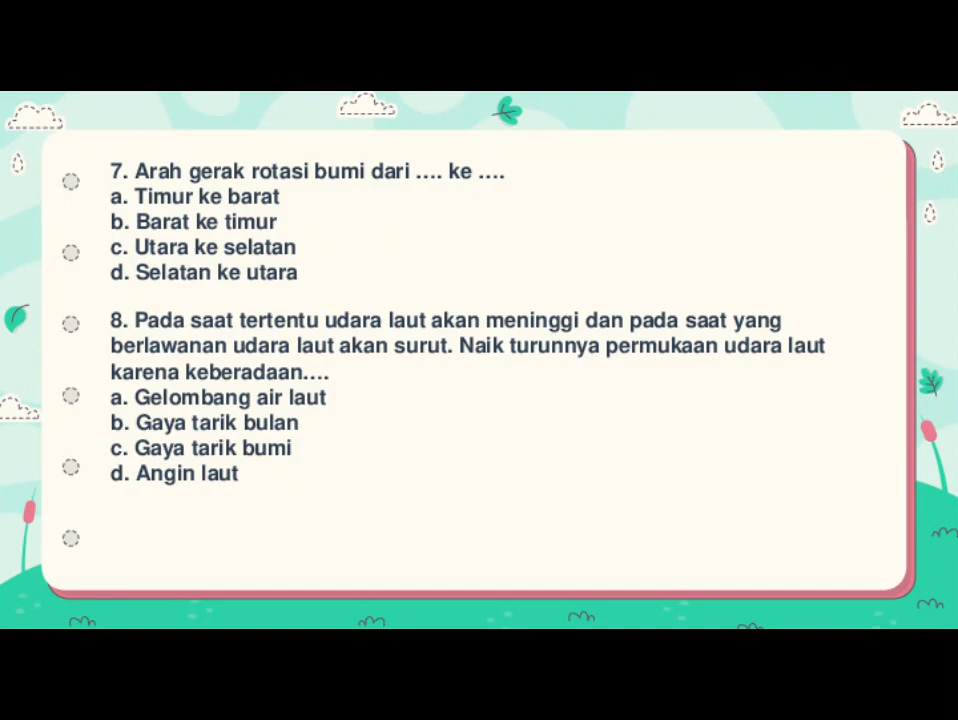 7. Arah gerak rotasi bumi dari .... ke ....
a. Timur ke barat
b. Barat ke timur
c. Utara ke selatan
d. Selatan ke utara
8. Pada saat tertentu udara laut akan meninggi dan pada saat yang
berlawanan udara laut akan surut. Naik turunnya permukaan udara laut
karena keberadaan....
a. Gelombang air laut
b. Gaya tarik bulan
c. Gaya tarik bumi
d. Angin laut